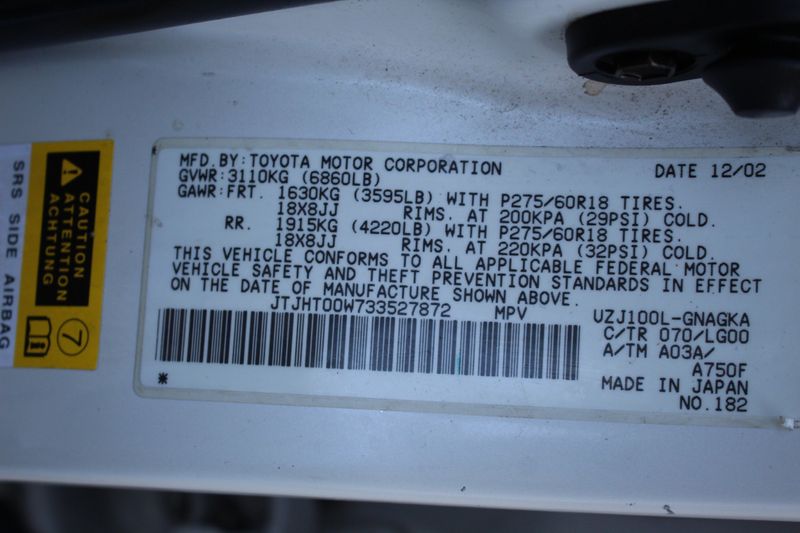 MFD. BY: TOYOTA MOTOR CORPORATION DATE 12/02
GVWR: 3110KG (6860LB)
GAWR: FRT. 1630KG (3595LB) WITH P275/60R18 TIRES.
18X8JJ RIMS. AT 200KPA (29PSI) COLD.
RR. 1915KG (4220LB) WITH P275/60R18 TIRES.
18X8JJ RIMS. AT 220KPA (32PSI) COLD.
THIS VEHICLE CONFORMS TO ALL APPLICABLE FEDERAL MOTOR
VEHICLE SAFETY AND THEFT PREVENTION STANDARDS IN EFFECT
ON THE DATE OF MANUFACTURE SHOWN ABOVE.
JTJHT00W733527872 MPV
UZJ100L-GNAGKA
C/TR 070/LG00
A/TM A03A/
A750F
MADE IN JAPAN
NO.182
*
CAUTION
ATTENTION
ACHTUNG
7
SRS SIDE AIRBAG